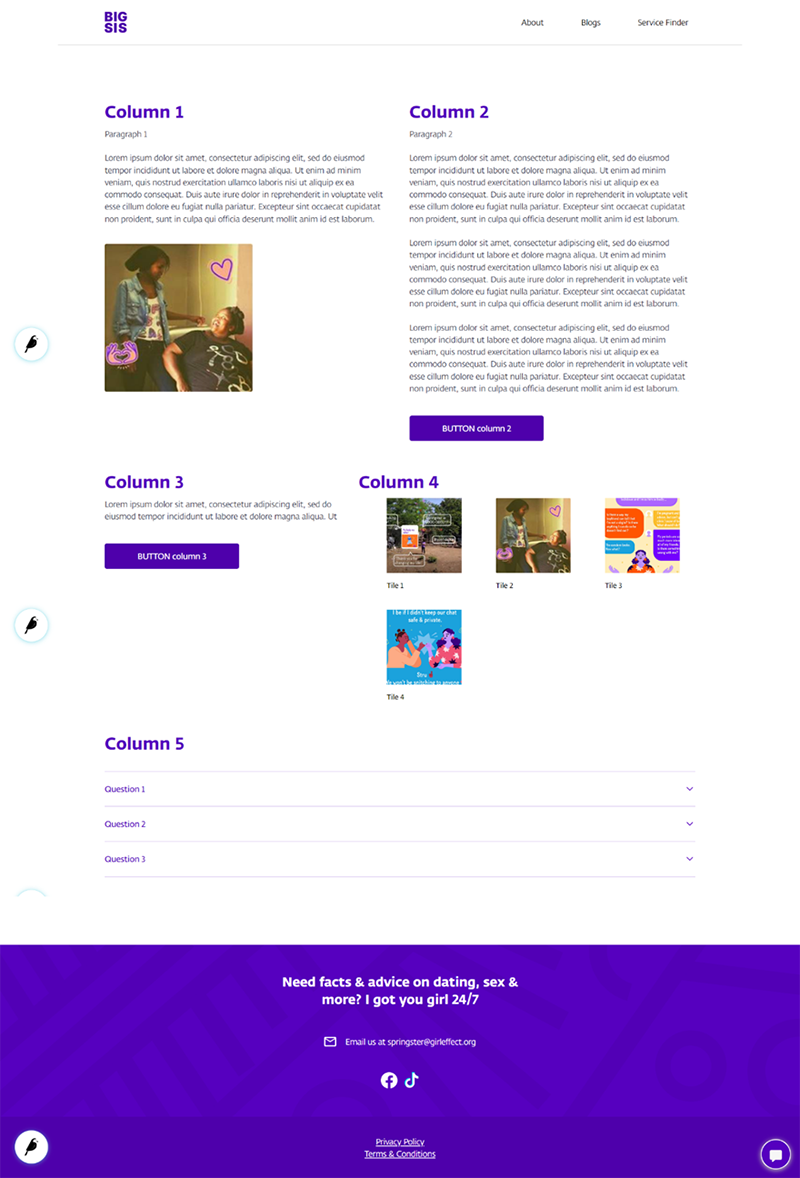 BIG
SIS
About
Blogs
Service Finder
Column 1
Paragraph 1
Lorem ipsum dolor sit amet, consectetur adipiscing elit, sed do eiusmod
tempor incididunt ut labore et dolore magna aliqua. Ut enim ad minim
veniam, quis nostrud exercitation ullamco laboris nisi ut aliquip ex ea
commodo consequat. Duis aute irure dolor in reprehenderit in voluptate velit
esse cillum dolore eu fugiat nulla pariatur. Excepteur sint occaecat cupidatat
non proident, sunt in culpa qui officia deserunt mollit anim id est laborum.
Column 2
Paragraph 2
Lorem ipsum dolor sit amet, consectetur adipiscing elit, sed do eiusmod
tempor incididunt ut labore et dolore magna aliqua. Ut enim ad minim
veniam, quis nostrud exercitation ullamco laboris nisi ut aliquip ex ea
commodo consequat. Duis aute irure dolor in reprehenderit in voluptate velit
esse cillum dolore eu fugiat nulla pariatur. Excepteur sint occaecat cupidatat
non proident, sunt in culpa qui officia deserunt mollit anim id est laborum.
Lorem ipsum dolor sit amet, consectetur adipiscing elit, sed do eiusmod
tempor incididunt ut labore et dolore magna aliqua. Ut enim ad minim
veniam, quis nostrud exercitation ullamco laboris nisi ut aliquip ex ea
commodo consequat. Duis aute irure dolor in reprehenderit in voluptate velit
esse cillum dolore eu fugiat nulla pariatur. Excepteur sint occaecat cupidatat
non proident, sunt in culpa qui officia deserunt mollit anim id est laborum.
Lorem ipsum dolor sit amet, consectetur adipiscing elit, sed do eiusmod
tempor incididunt ut labore et dolore magna aliqua. Ut enim ad minim
veniam, quis nostrud exercitation ullamco laboris nisi ut aliquip ex ea
commodo consequat. Duis aute irure dolor in reprehenderit in voluptate velit
esse cillum dolore eu fugiat nulla pariatur. Excepteur sint occaecat cupidatat
non proident, sunt in culpa qui officia deserunt mollit anim id est laborum.
BUTTON column 2
Column 3
Lorem ipsum dolor sit amet, consectetur adipiscing elit, sed do
eiusmod tempor incididunt ut labore et dolore magna aliqua. Ut
BUTTON column 3
Column 4
Tile 1
Tile 2
Tile 3
l be if I didn't keep our chat
safe & private.
Btw
e won't be snitching to anyone
Tile 4
Column 5
Question 1
Question 2
Question 3
Need facts & advice on dating, sex &
more? I got you girl 24/7
Email us at springster@girleffect.org
Privacy Policy
Terms & Conditions